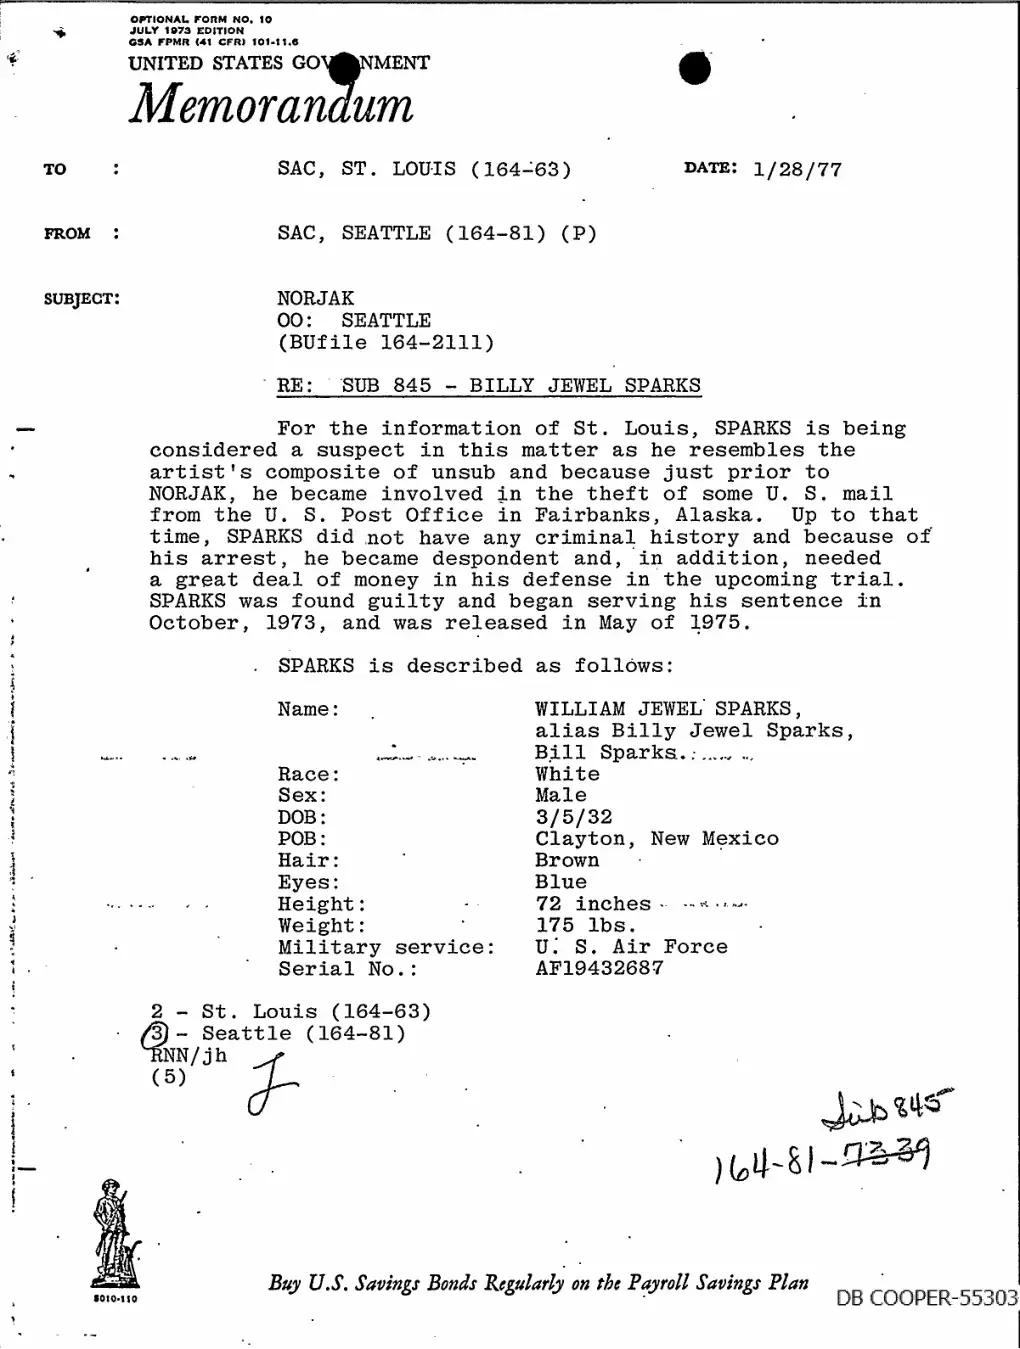 OPTIONAL FORM NO. 10
JULY 1973 EDITION
GSA FPMR (41 CFR) 101-11.6
UNITED STATES GOVERNMENT
Memorandum
TO : SAC, ST. LOUIS (164-63) DATE: 1/28/77
FROM : SAC, SEATTLE (164-81) (P)
SUBJECT: NORJAK
OO: SEATTLE
(BUfile 164-2111)
RE: SUB 845 - BILLY JEWEL SPARKS
For the information of St. Louis, SPARKS is being
considered a suspect in this matter as he resembles the
artist's composite of unsub and because just prior to
NORJAK, he became involved in the theft of some U. S. mail
from the U. S. Post Office in Fairbanks, Alaska. Up to that
time, SPARKS did not have any criminal history and because of
his arrest, he became despondent and, in addition, needed
a great deal of money in his defense in the upcoming trial.
SPARKS was found guilty and began serving his sentence in
October, 1973, and was released in May of 1975.
SPARKS is described as follows:
Name: WILLIAM JEWEL SPARKS,
alias Billy Jewel Sparks,
Bill Sparks.
Race: White
Sex: Male
DOB: 3/5/32
POB: Clayton, New Mexico
Hair: Brown
Eyes: Blue
Height: 72 inches
Weight: 175 lbs.
Military service: U. S. Air Force
Serial No.: AF19432687
2 - St. Louis (164-63)
3 - Seattle (164-81)
RNN/jh
(5)
Sub 845
164-81-7339
8010-110
Buy U.S. Savings Bonds Regularly on the Payroll Savings Plan
DB COOPER-55303